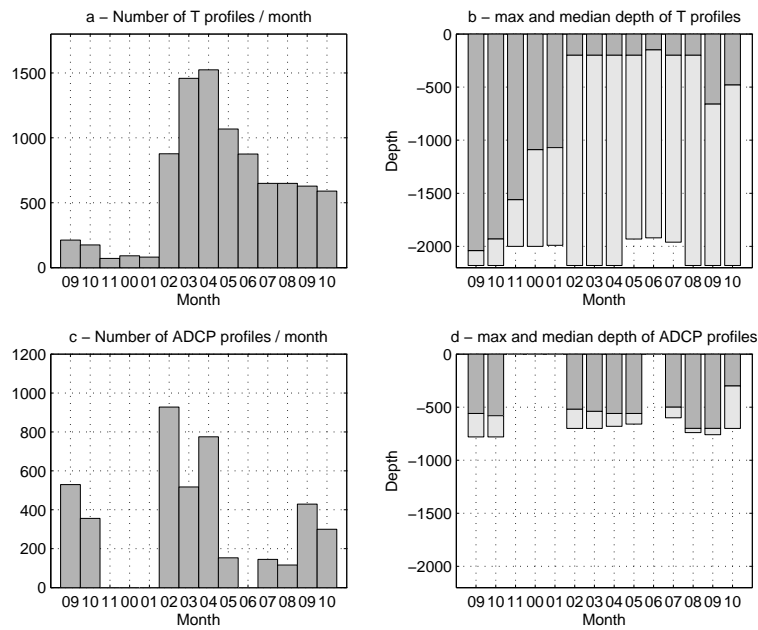 a − Number of T profiles / month
1500
1000
500
0
09 10 11 00 01 02 03 04 05 06 07 08 09 10
Month
b − max and median depth of T profiles
0
−500
−1000
−1500
−2000
Depth
09 10 11 00 01 02 03 04 05 06 07 08 09 10
Month
c − Number of ADCP profiles / month
1200
1000
800
600
400
200
0
09 10 11 00 01 02 03 04 05 06 07 08 09 10
Month
d − max and median depth of ADCP profiles
0
−500
−1000
−1500
−2000
Depth
09 10 11 00 01 02 03 04 05 06 07 08 09 10
Month